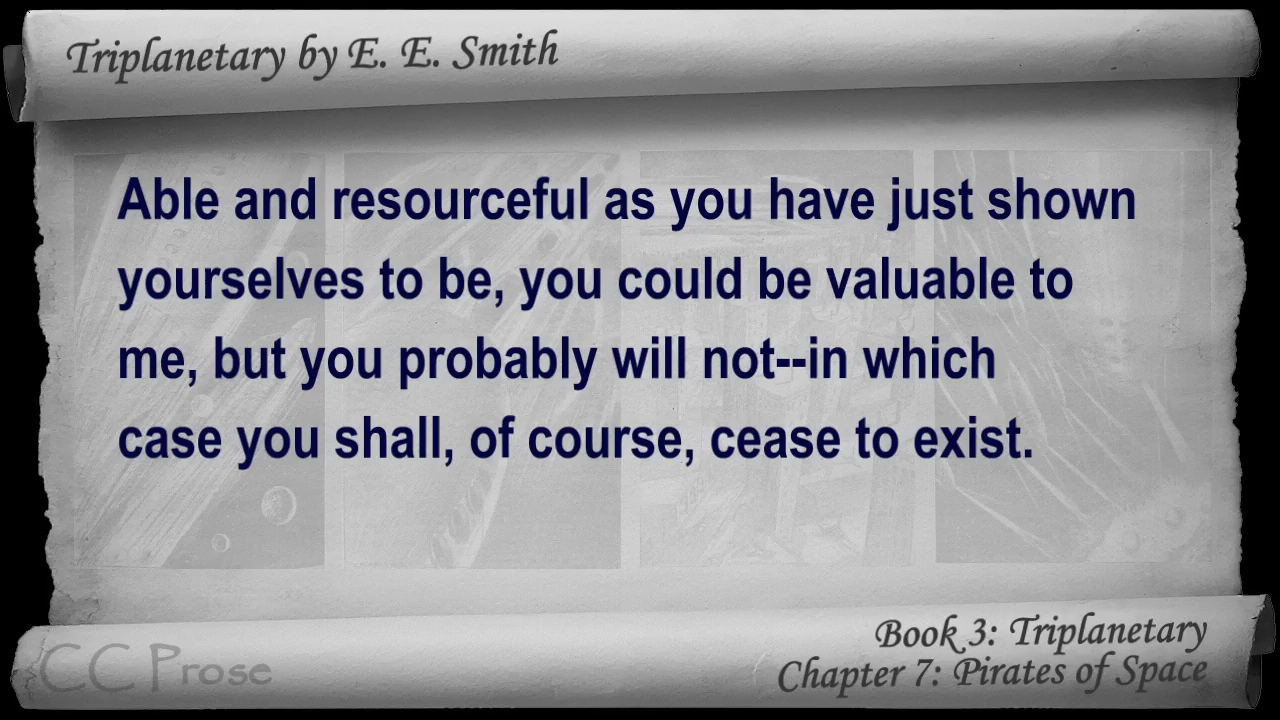 Triplanetary by E. E. Smith
Able and resourceful as you have just shown
yourselves to be, you could be valuable to
me, but you probably will not--in which
case you shall, of course, cease to exist.
Book 3: Triplanetary
Chapter 7: Pirates of Space
CC Prose